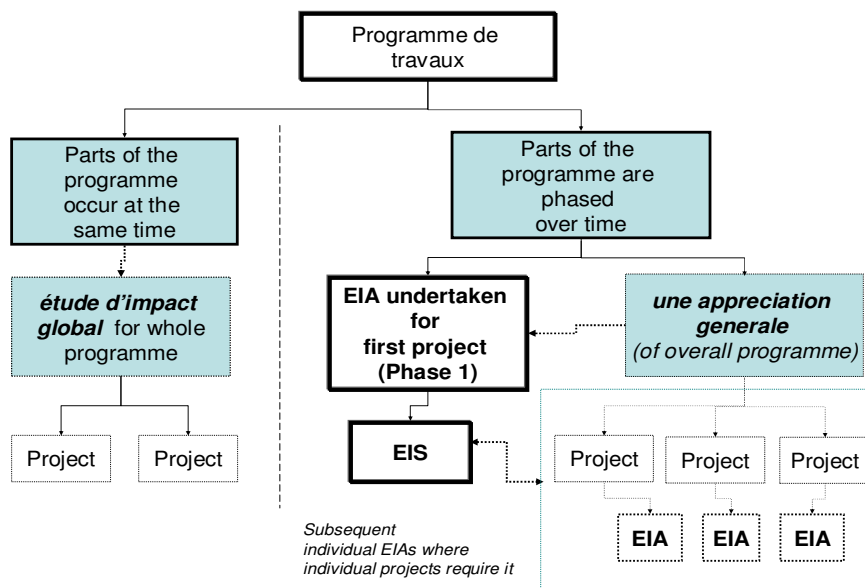 Programme de
travaux
Parts of the
programme
occur at the
same time
Parts of the
programme are
phased
over time
étude d’impact
global for whole
programme
EIA undertaken
for
first project
(Phase 1)
une appreciation
generale
(of overall programme)
Project
Project
EIS
Project
Project
Project
EIA
EIA
EIA
Subsequent
individual EIAs where
individual projects require it